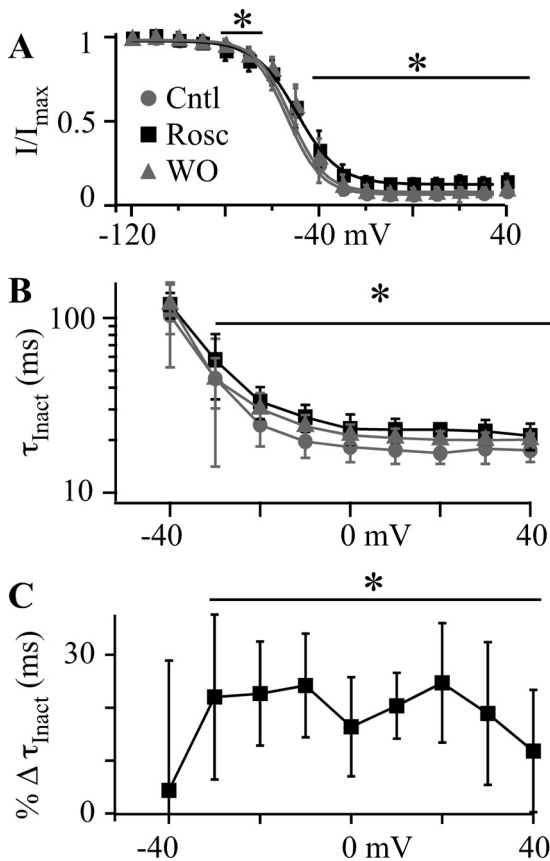 A
*
*
1
0.5
0
I/Imax
Cntl
Rosc
WO
-120
-40 mV
40
B
*
100
10
τInact (ms)
-40
0 mV
40
C
*
30
0
% Δ τInact (ms)
-40
0 mV
40